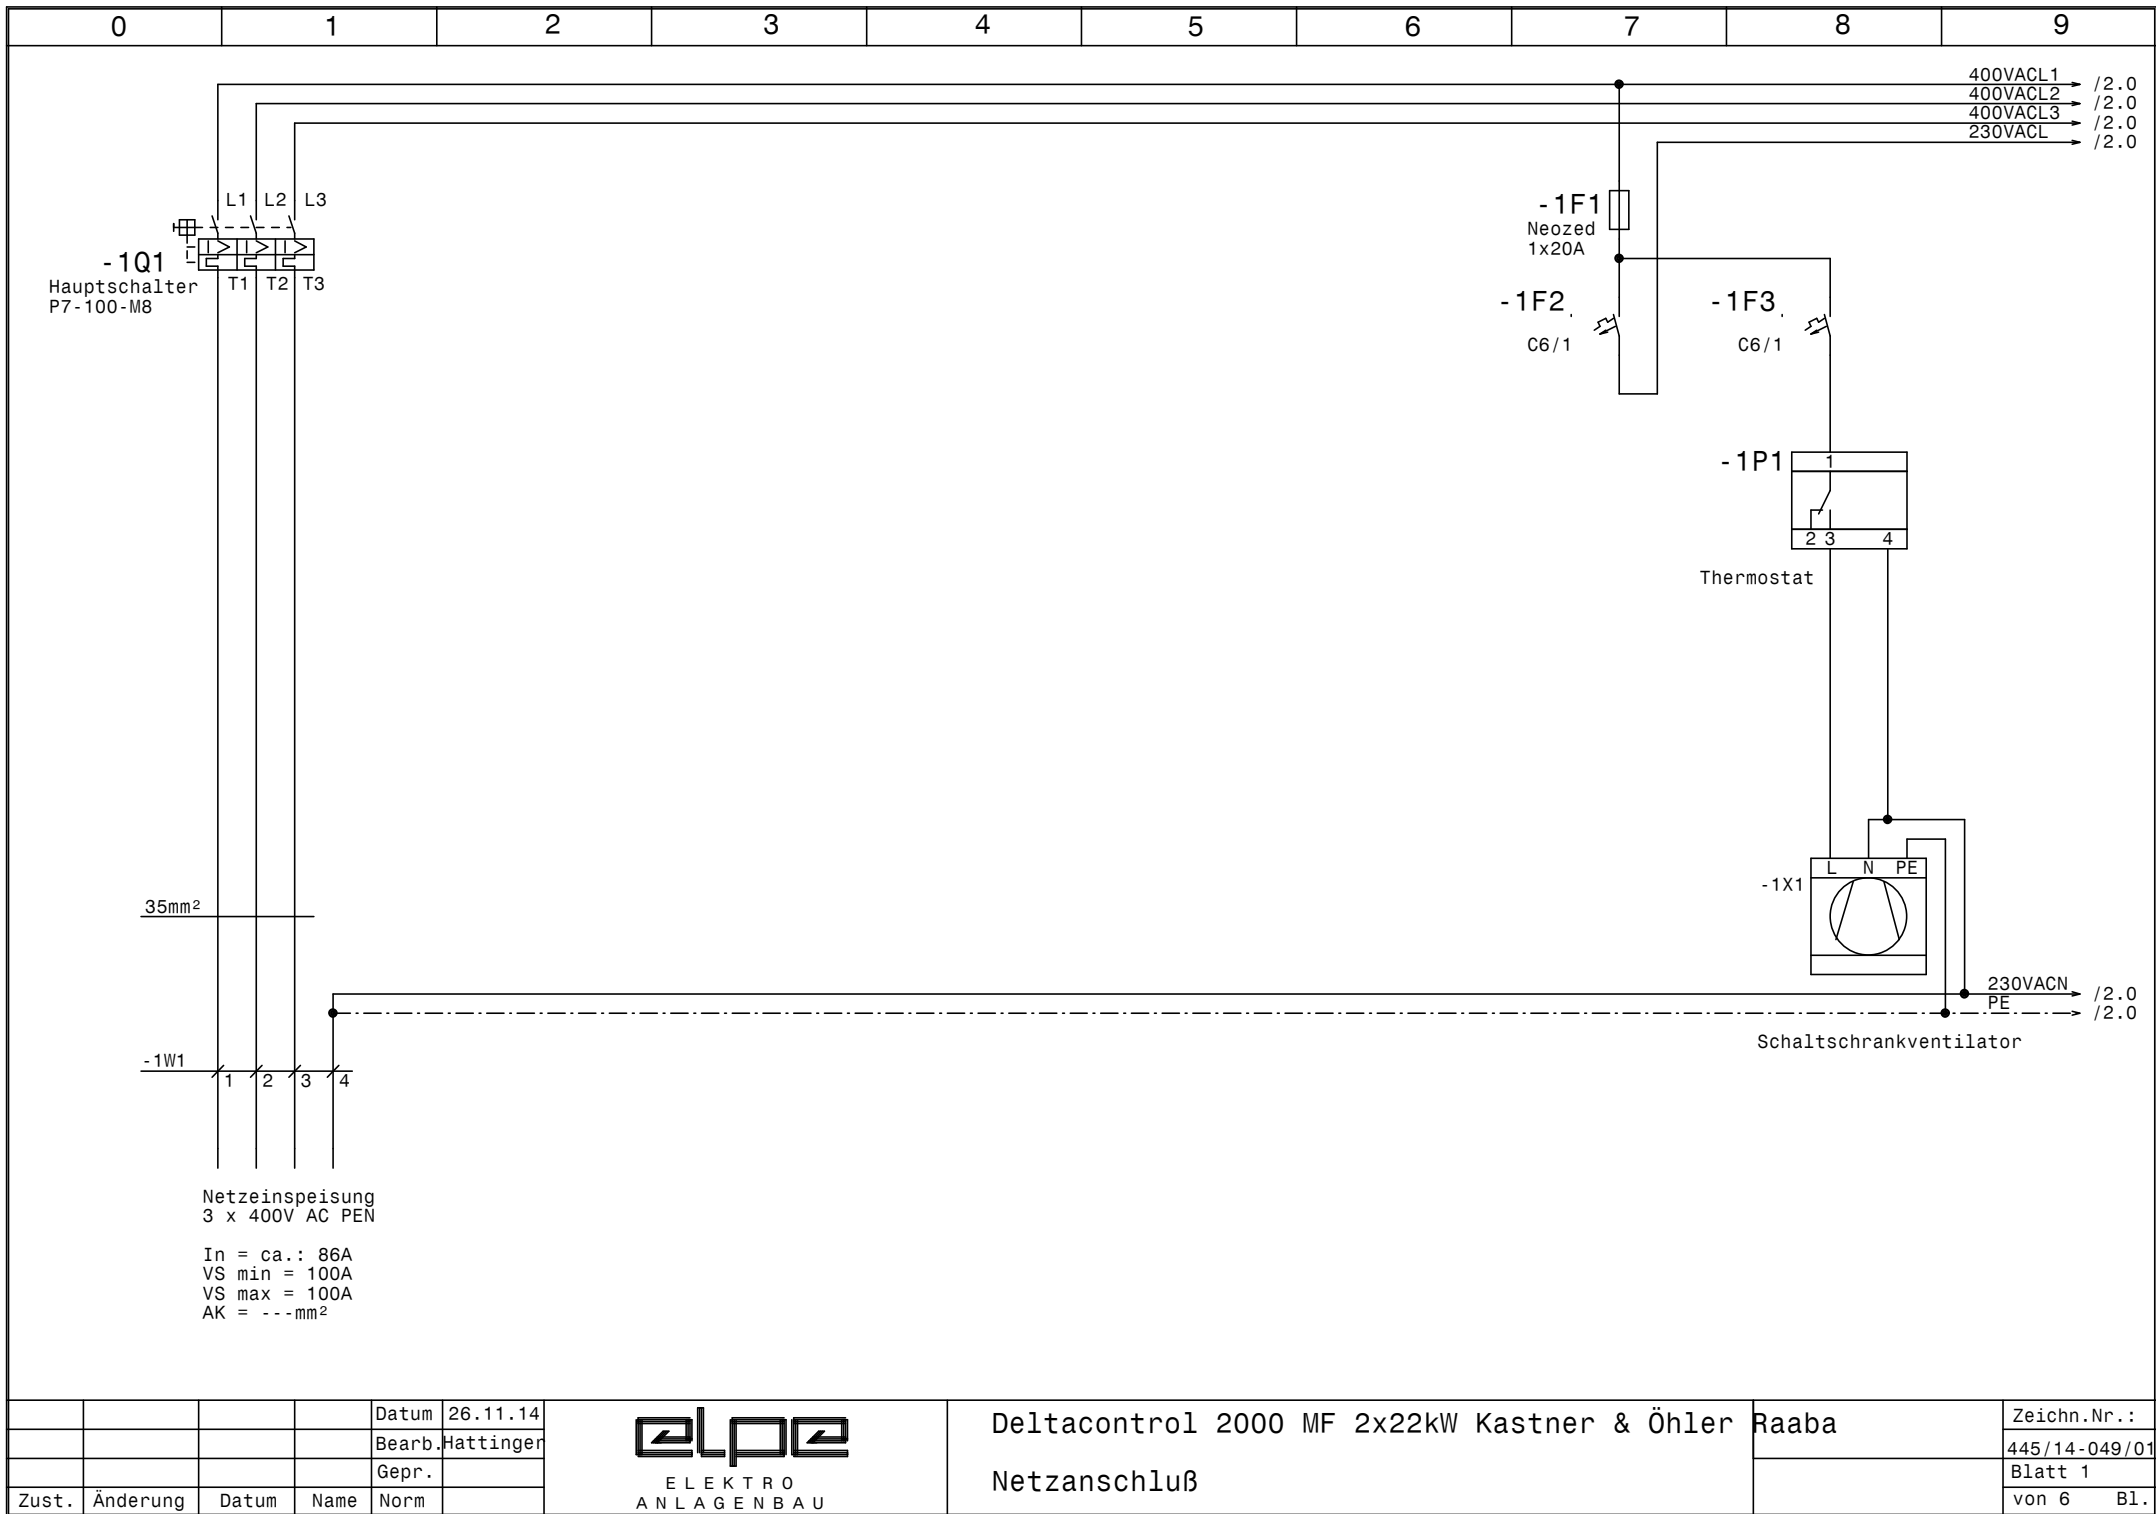 0 1 2 3 4 5 6 7 8 9
400VACL1 /2.0
400VACL2 /2.0
400VACL3 /2.0
230VACL /2.0
L1 L2 L3
-1Q1
Hauptschalter
P7-100-M8
T1 T2 T3
-1F1
Neozed
1x20A
-1F2
C6/1
-1F3
C6/1
-1P1
1
2 3 4
Thermostat
L N PE
-1X1
35mm²
230VACN /2.0
PE /2.0
Schaltschrankventilator
-1W1
1 2 3 4
Netzeinspeisung
3 x 400V AC PEN
In = ca.: 86A
VS min = 100A
VS max = 100A
AK = ---mm²
Datum 26.11.14
Bearb. Hattinger
Gepr.
Zust. Änderung Datum Name Norm
elpe
ELEKTRO
ANLAGENBAU
Deltacontrol 2000 MF 2x22kW Kastner & Öhler Raaba
Netzanschluß
Zeichn.Nr.:
445/14-049/01
Blatt 1
von 6 Bl.